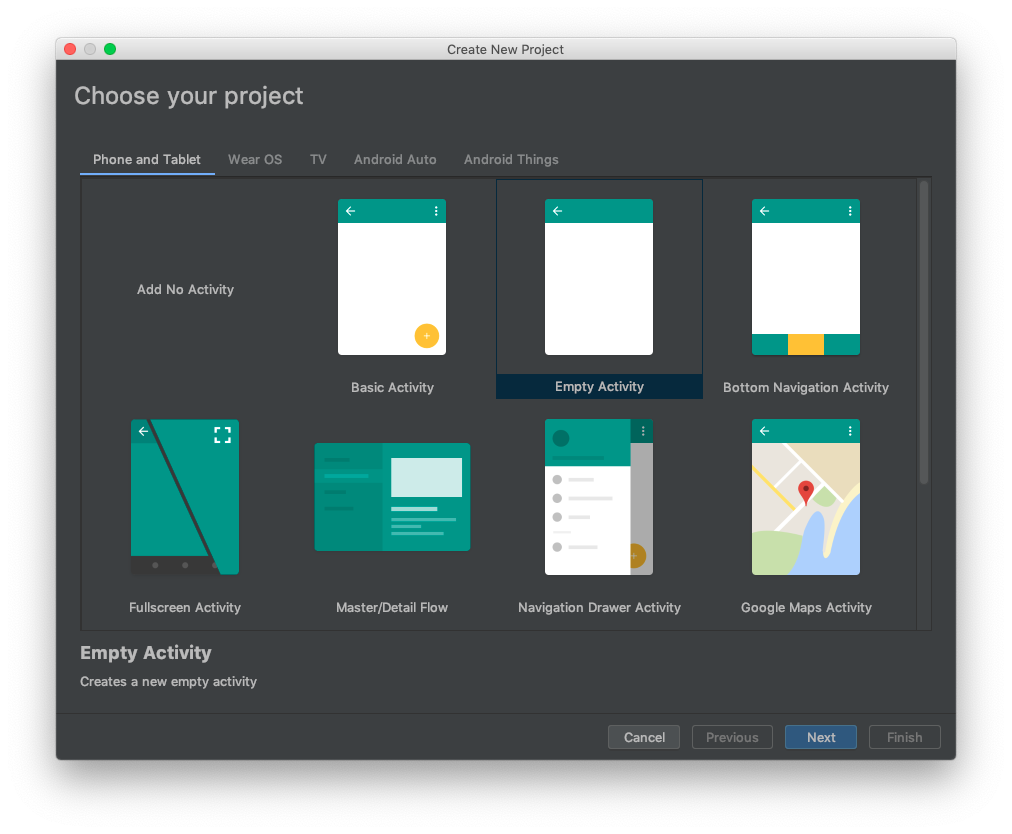 Create New Project
Choose your project
Phone and Tablet Wear OS TV Android Auto Android Things
Add No Activity
Basic Activity
Empty Activity
Bottom Navigation Activity
Fullscreen Activity
Master/Detail Flow
Navigation Drawer Activity
Google Maps Activity
Empty Activity
Creates a new empty activity
Cancel Previous Next Finish